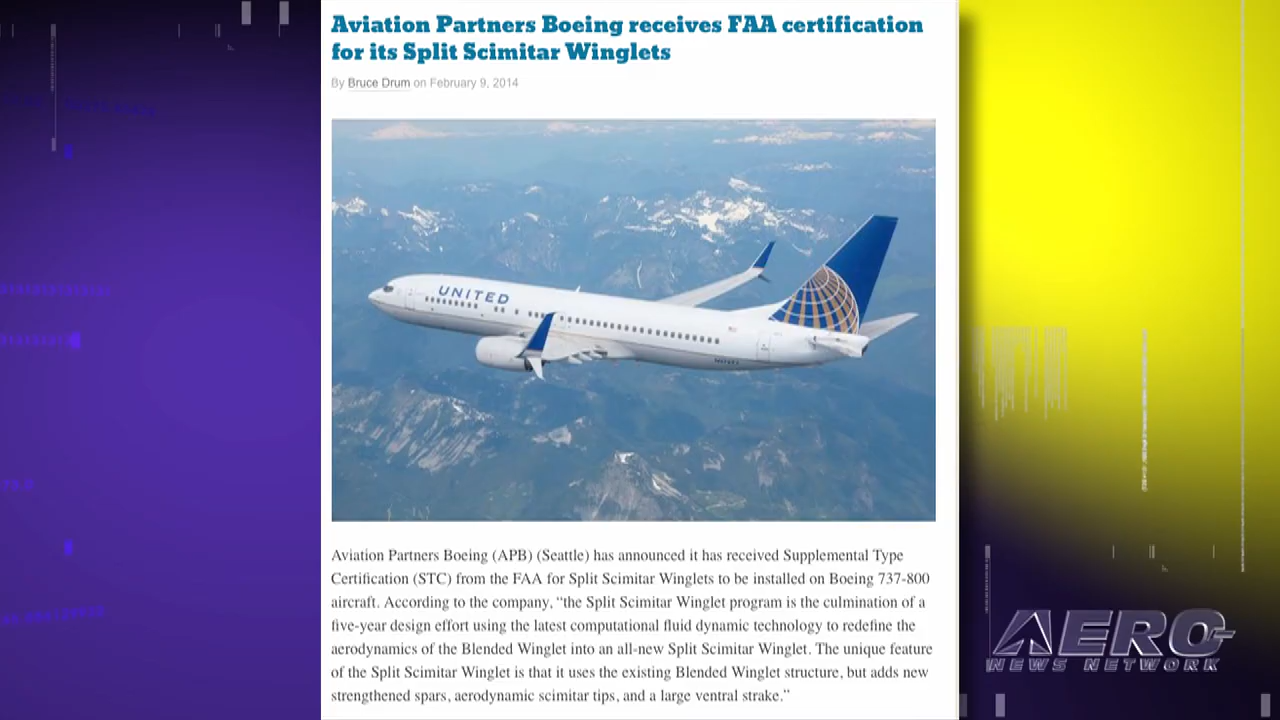 Aviation Partners Boeing receives FAA certification
for its Split Scimitar Winglets
By Bruce Drum on February 9, 2014
UNITED
Aviation Partners Boeing (APB) (Seattle) has announced it has received Supplemental Type
Certification (STC) from the FAA for Split Scimitar Winglets to be installed on Boeing 737-800
aircraft. According to the company, “the Split Scimitar Winglet program is the culmination of a
five-year design effort using the latest computational fluid dynamic technology to redefine the
aerodynamics of the Blended Winglet into an all-new Split Scimitar Winglet. The unique feature
of the Split Scimitar Winglet is that it uses the existing Blended Winglet structure, but adds new
strengthened spars, aerodynamic scimitar tips, and a large ventral strake.”
AERO
NEWS NETWORK